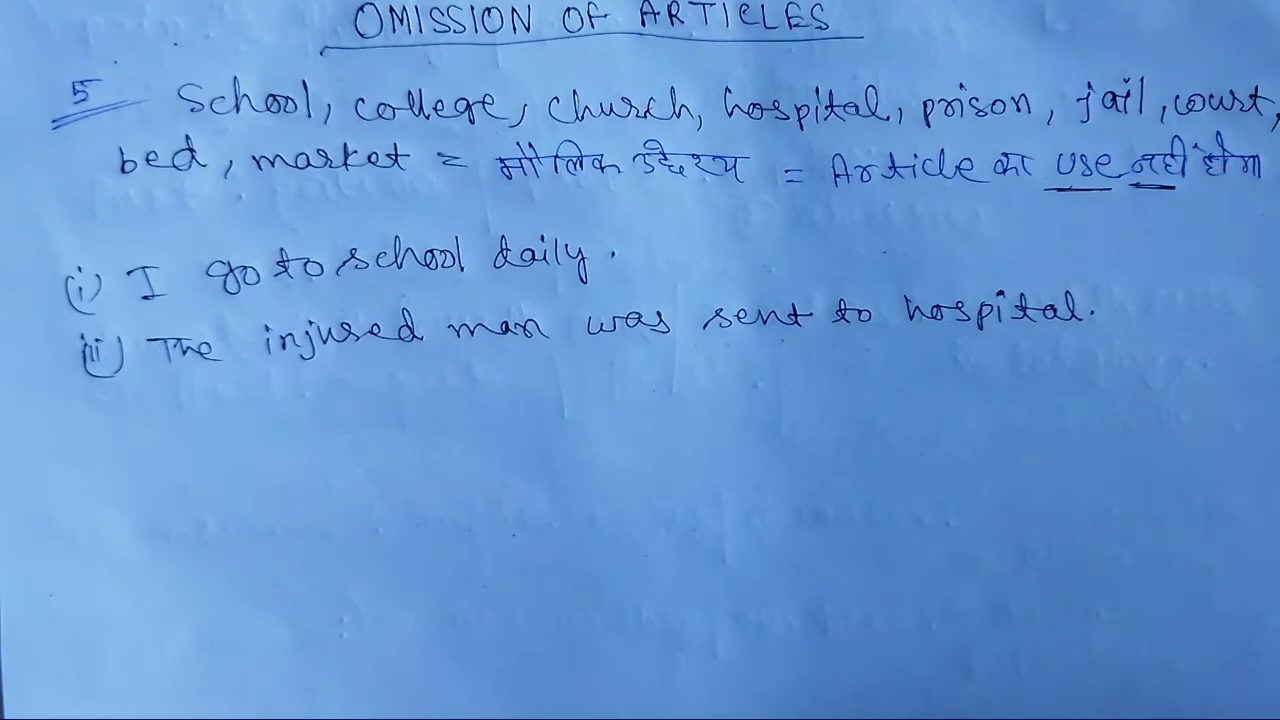 OMISSION OF ARTICLES
5 School, college, church, hospital, prison, jail, court,
bed, market = मौलिक उद्देश्य = Article का use नहीं होगा
(i) I go to school daily.
(ii) The injured man was sent to hospital.